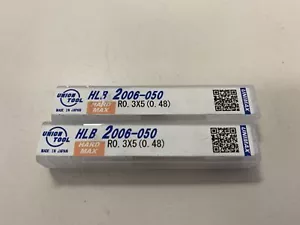 UNION TOOL
MADE IN JAPAN
HLB 2006-050
HARD MAX
R0. 3X5 (0. 48)
UNIMAX
UNION TOOL
MADE IN JAPAN
HLB 2006-050
HARD MAX
R0. 3X5 (0. 48)
UNIMAX